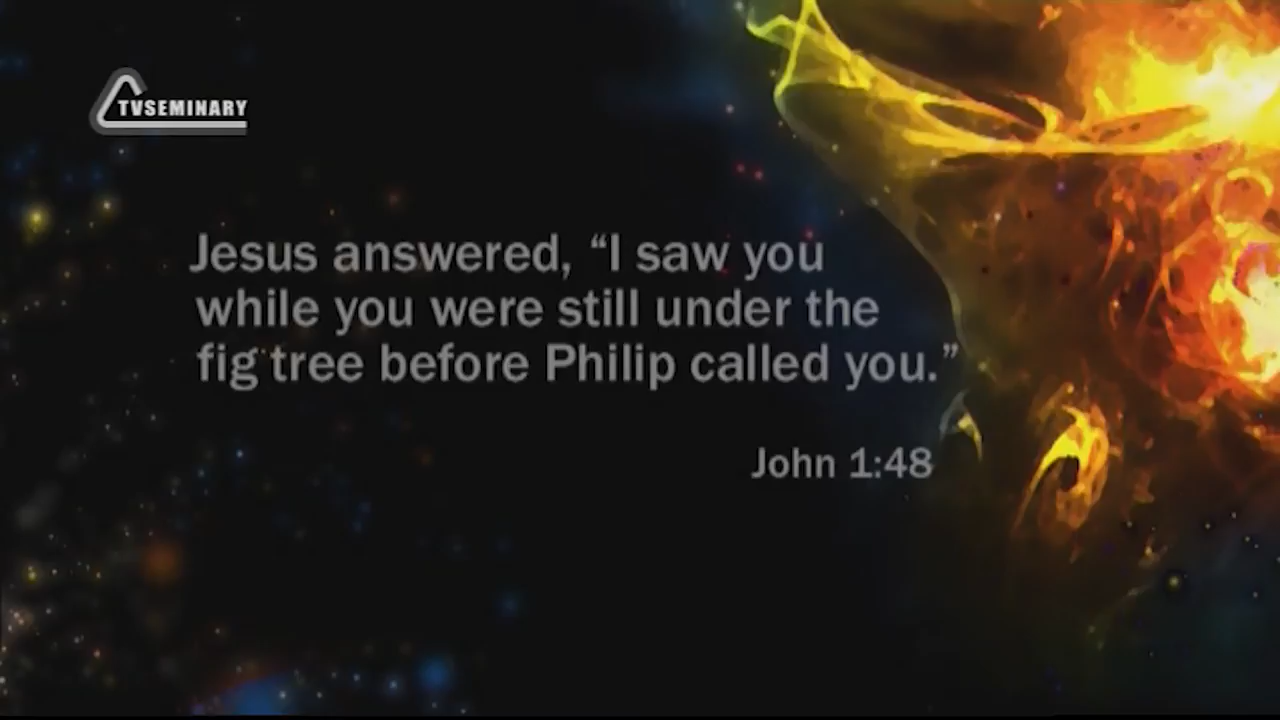 TVSEMINARY
Jesus answered, “I saw you
while you were still under the
fig tree before Philip called you.”
John 1:48